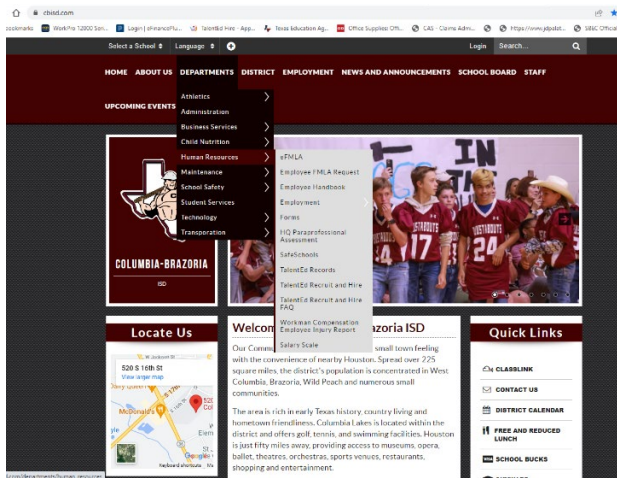 cbisd.com
ookmarks WorkPro 12000 Seri... Login | eFinancePlu... TalentEd Hire - App... Texas Education Ag... Office Supplies: Offi... CAS - Claims Adm... https://www.jdpalat... SBEC Official
Select a School Language Login Search...
HOME ABOUT US DEPARTMENTS DISTRICT EMPLOYMENT NEWS AND ANNOUNCEMENTS SCHOOL BOARD STAFF
UPCOMING EVENTS
Athletics
Administration
Business Services
Child Nutrition
Human Resources
Maintenance
School Safety
Student Services
Technology
Transporation
eFMLA
Employee FMLA Request
Employee Handbook
Employment
Forms
HQ Paraprofessional
Assessment
SafeSchools
TalentEd Records
TalentEd Recruit and Hire
TalentEd Recruit and Hire
FAQ
Workman Compensation
Employee Injury Report
Salary Scale
COLUMBIA-BRAZORIA
ISD
IN
17
24
Locate Us
520 S 16th St
View larger map
McDonald's
Keyboard shortcuts
Welcom azoria ISD
Our Commu small town feeling
with the convenience of nearby Houston. Spread over 225
square miles, the district's population is concentrated in West
Columbia, Brazoria, Wild Peach and numerous small
communities.
The area is rich in early Texas history, country living and
hometown friendliness. Columbia Lakes is located within the
district and offers golf, tennis, and swimming facilities. Houston
is just fifty miles away, providing access to museums, opera,
ballet, theatres, orchestras, sports venues, restaurants,
shopping and entertainment.
Quick Links
CLASSLINK
CONTACT US
DISTRICT CALENDAR
FREE AND REDUCED
LUNCH
SCHOOL BUCKS